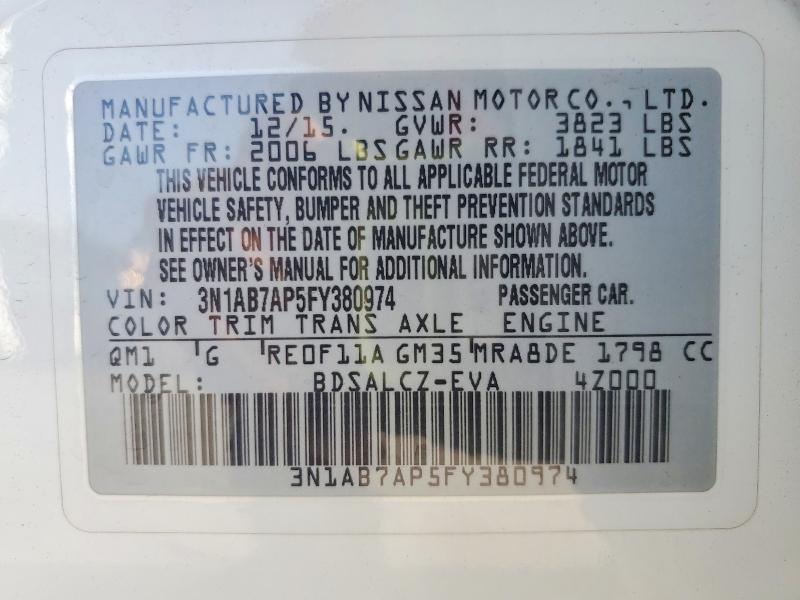 MANUFACTURED BY NISSAN MOTOR CO., LTD.
DATE: 12/15. GVWR: 3823 LBS
GAWR FR: 2006 LBS GAWR RR: 1841 LBS
THIS VEHICLE CONFORMS TO ALL APPLICABLE FEDERAL MOTOR
VEHICLE SAFETY, BUMPER AND THEFT PREVENTION STANDARDS
IN EFFECT ON THE DATE OF MANUFACTURE SHOWN ABOVE.
SEE OWNER'S MANUAL FOR ADDITIONAL INFORMATION.
VIN: 3N1AB7AP5FY380974 PASSENGER CAR.
COLOR TRIM TRANS AXLE ENGINE
QM1 G RE0F11A GM35 MRA8DE 1798 CC
MODEL: BDSALCZ-EVA 4Z000
3N1AB7AP5FY380974